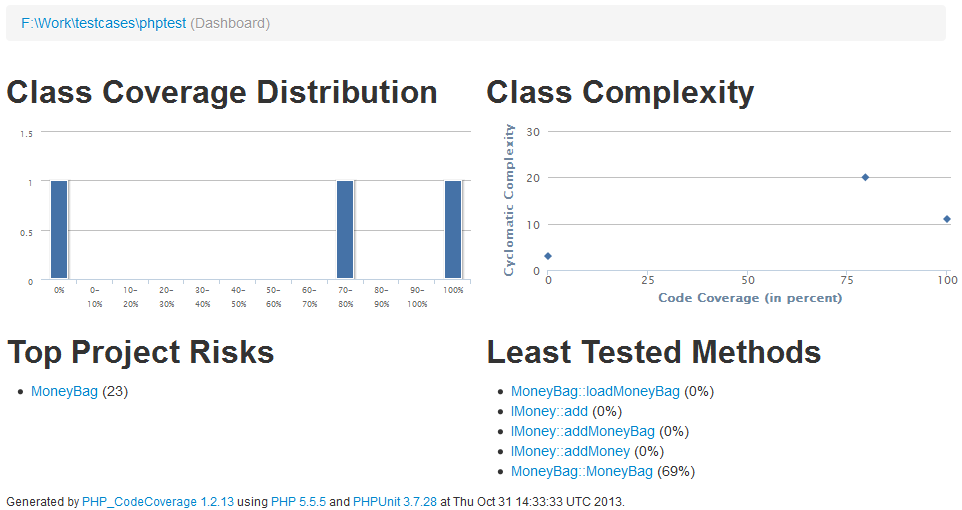 F:\Work\testcases\phptest (Dashboard)
Class Coverage Distribution
1.5
1
0.5
0
0%
0-10%
10-20%
20-30%
30-40%
40-50%
50-60%
60-70%
70-80%
80-90%
90-100%
100%
Class Complexity
Cyclomatic Complexity
30
20
10
0
0
25
50
75
100
Code Coverage (in percent)
Top Project Risks
MoneyBag (23)
Least Tested Methods
MoneyBag::loadMoneyBag (0%)
IMoney::add (0%)
IMoney::addMoneyBag (0%)
IMoney::addMoney (0%)
MoneyBag::MoneyBag (69%)
Generated by PHP_CodeCoverage 1.2.13 using PHP 5.5.5 and PHPUnit 3.7.28 at Thu Oct 31 14:33:33 UTC 2013.